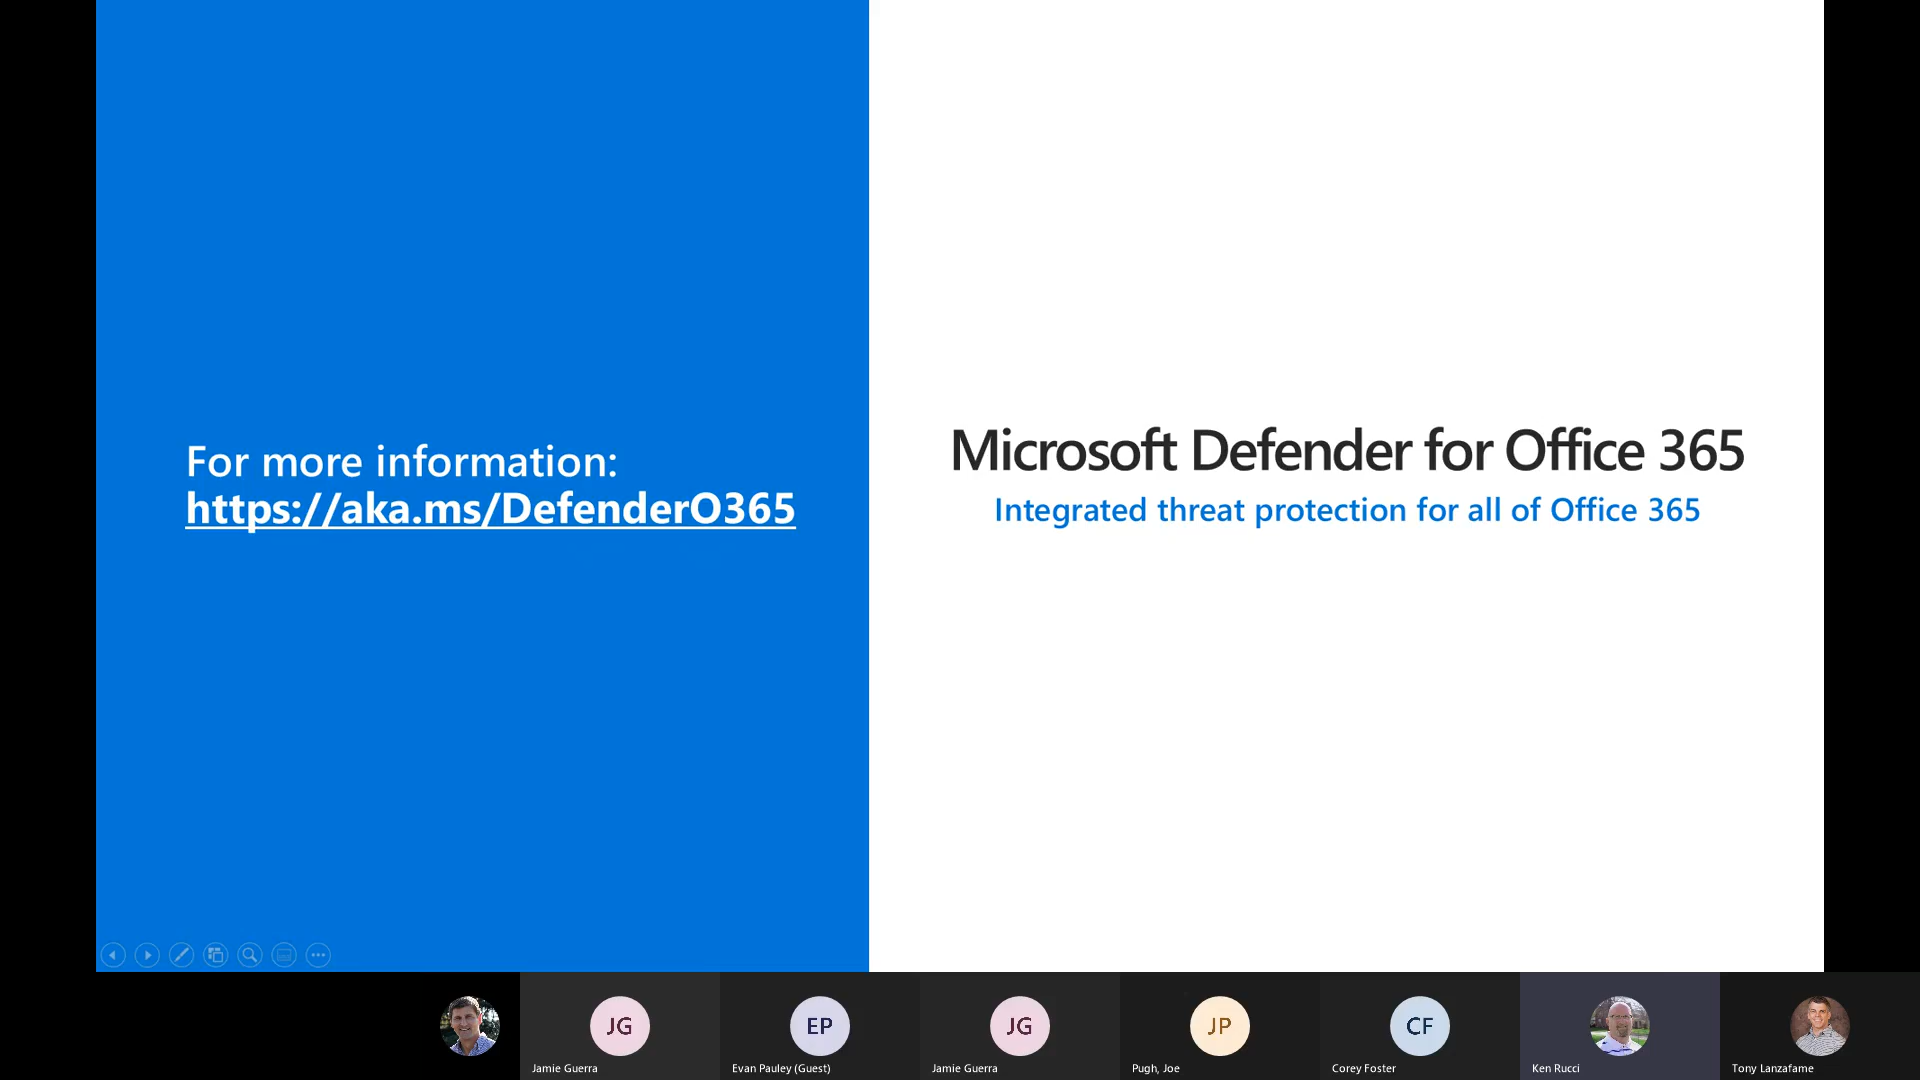 For more information:
https://aka.ms/DefenderO365
Microsoft Defender for Office 365
Integrated threat protection for all of Office 365
JG
EP
JG
JP
CF
Jamie Guerra
Evan Pauley (Guest)
Jamie Guerra
Pugh, Joe
Corey Foster
Ken Rucci
Tony Lanzafame